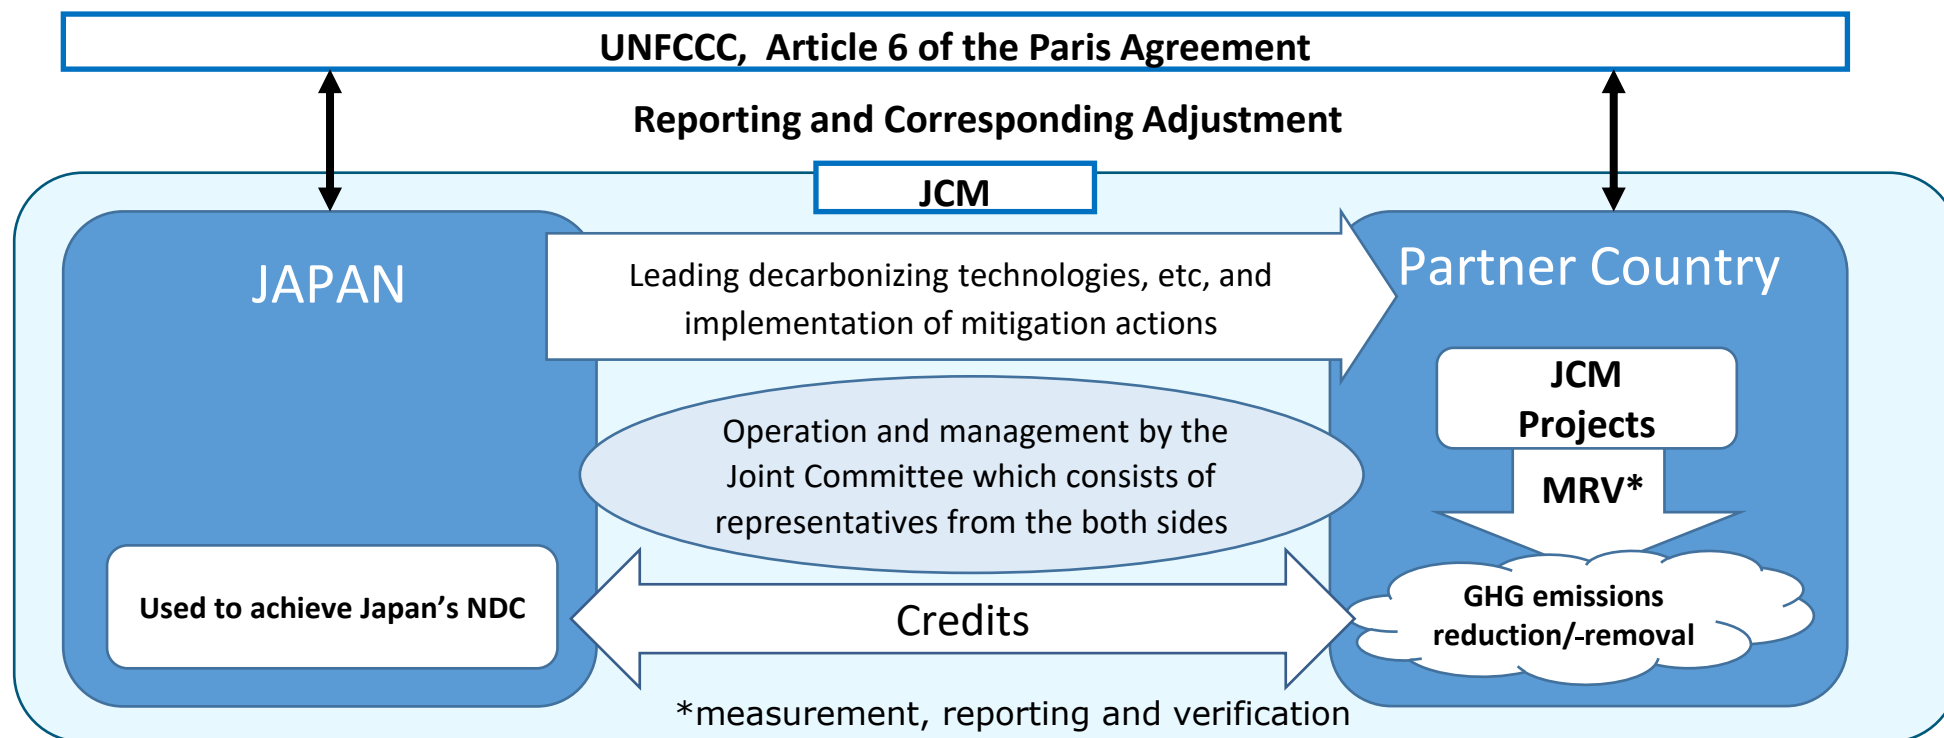 UNFCCC, Article 6 of the Paris Agreement
Reporting and Corresponding Adjustment
JCM
JAPAN
Leading decarbonizing technologies, etc, and
implementation of mitigation actions
Partner Country
JCM
Projects
Operation and management by the
Joint Committee which consists of
representatives from the both sides
MRV*
Used to achieve Japan’s NDC
Credits
GHG emissions
reduction/-removal
*measurement, reporting and verification